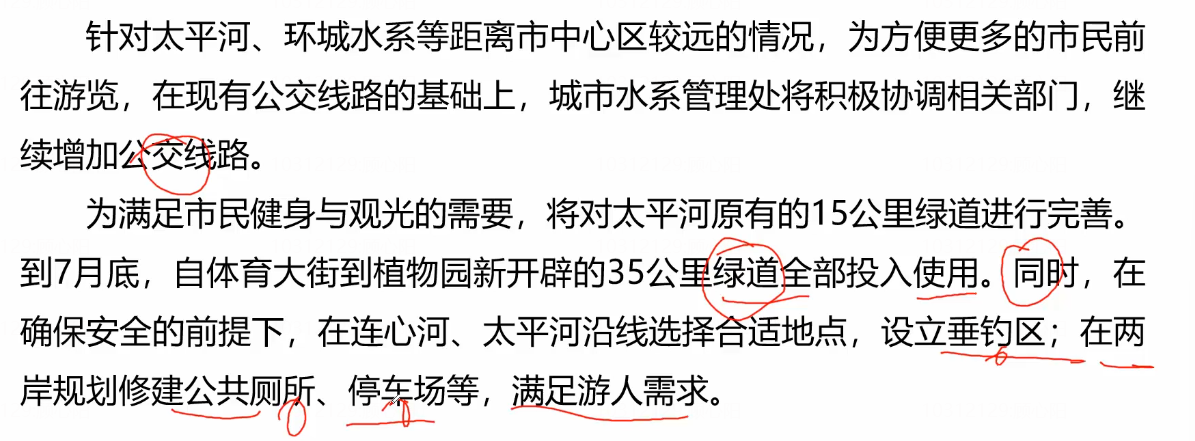 针对太平河、环城水系等距离市中心区较远的情况，为方便更多的市民前
往游览，在现有公交线路的基础上，城市水系管理处将积极协调相关部门，继
续增加公交线路。
为满足市民健身与观光的需要，将对太平河原有的15公里绿道进行完善。
到7月底，自体育大街到植物园新开辟的35公里绿道全部投入使用。同时，在
确保安全的前提下，在连心河、太平河沿线选择合适地点，设立垂钓区；在两
岸规划修建公共厕所、停车场等，满足游人需求。